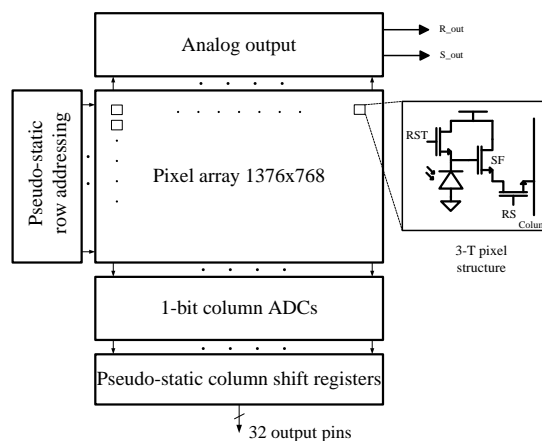 Analog output
R_out
S_out
Pseudo-static
row addressing
Pixel array 1376x768
RST
SF
RS
Colum
3-T pixel
structure
1-bit column ADCs
Pseudo-static column shift registers
32 output pins